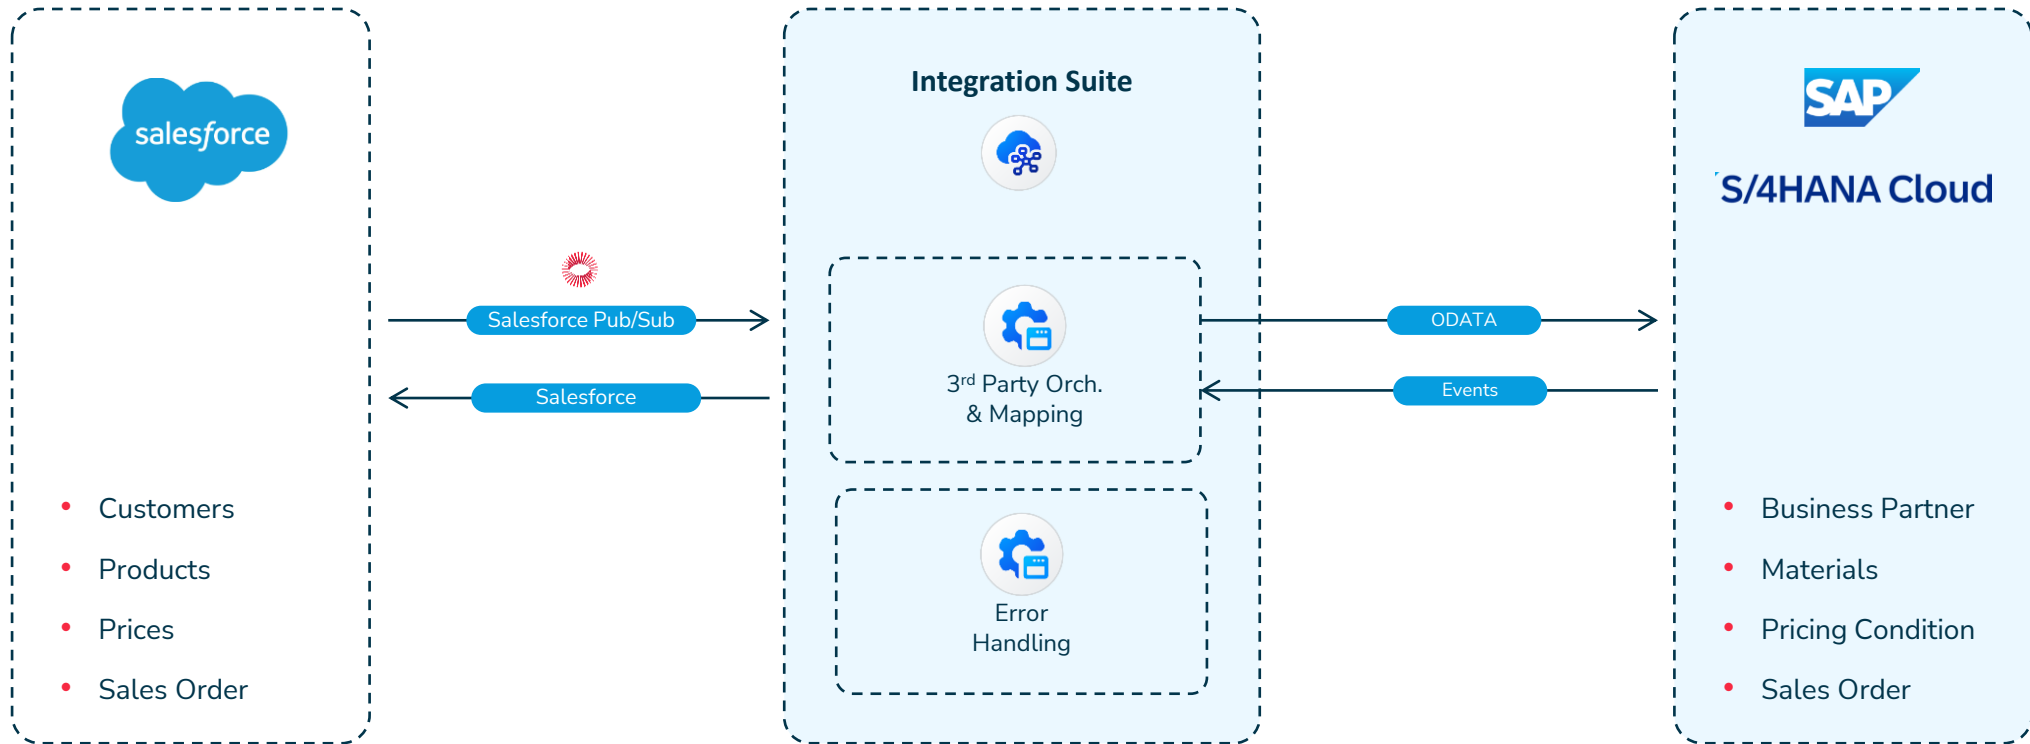 salesforce
Customers
Products
Prices
Sales Order
Salesforce Pub/Sub
Salesforce
Integration Suite
3rd Party Orch.
& Mapping
Error
Handling
ODATA
Events
SAP
S/4HANA Cloud
Business Partner
Materials
Pricing Condition
Sales Order